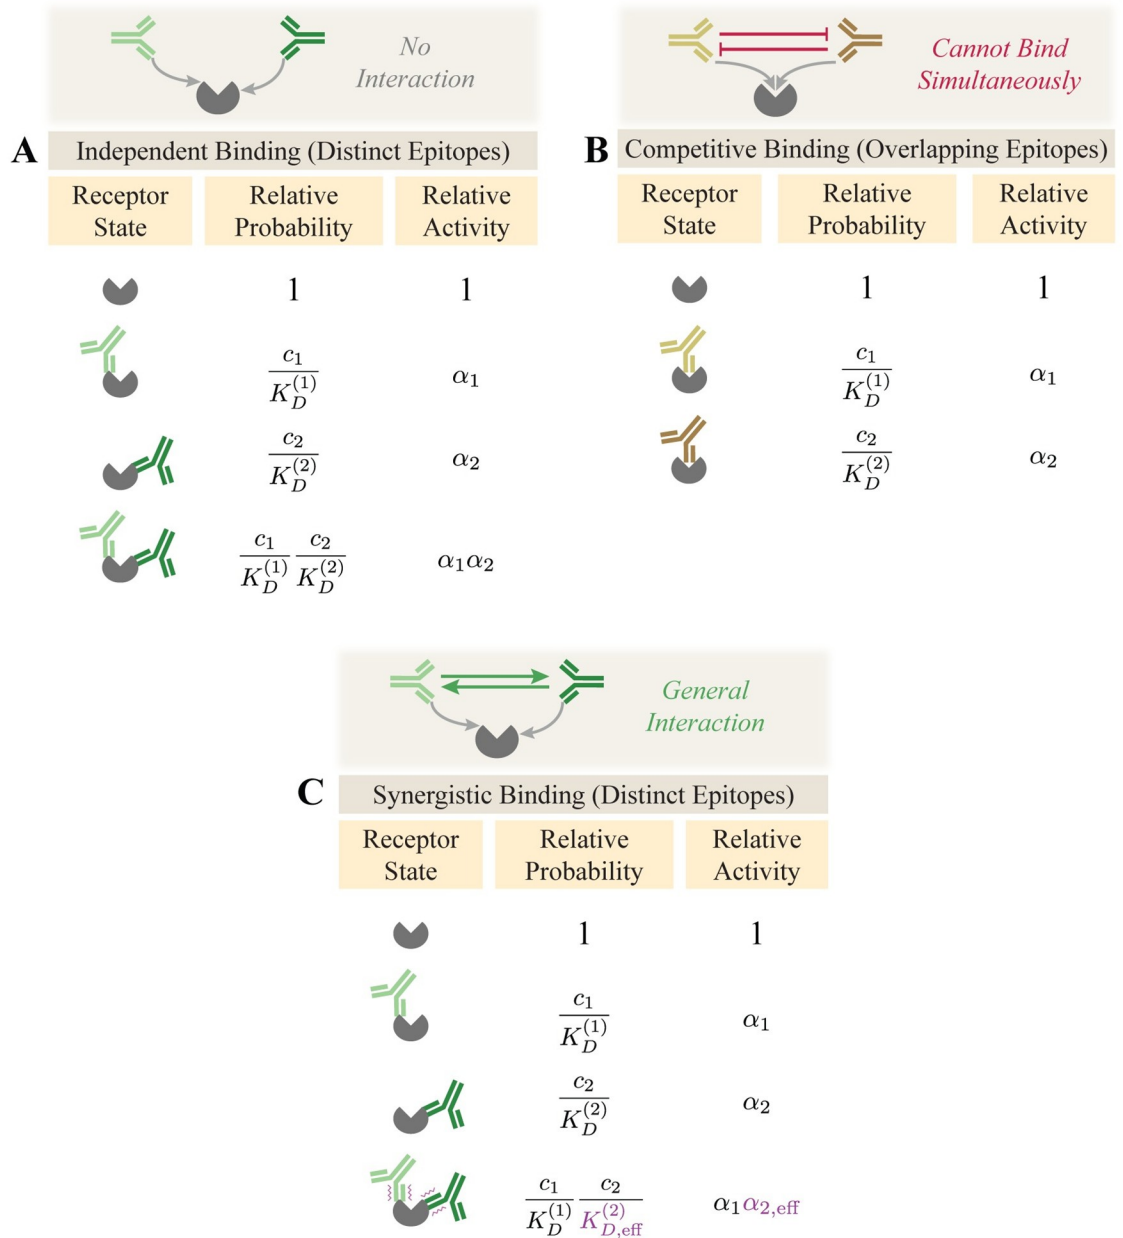 No
Interaction
A
Independent Binding (Distinct Epitopes)
Receptor State
Relative Probability
Relative Activity
1
1
c₁/K_D^(1)
α₁
c₂/K_D^(2)
α₂
c₁/K_D^(1) c₂/K_D^(2)
α₁α₂
Cannot Bind
Simultaneously
B
Competitive Binding (Overlapping Epitopes)
Receptor State
Relative Probability
Relative Activity
1
1
c₁/K_D^(1)
α₁
c₂/K_D^(2)
α₂
General
Interaction
C
Synergistic Binding (Distinct Epitopes)
Receptor State
Relative Probability
Relative Activity
1
1
c₁/K_D^(1)
α₁
c₂/K_D^(2)
α₂
c₁/K_D^(1) c₂/K_D,eff^(2)
α₁α₂,eff